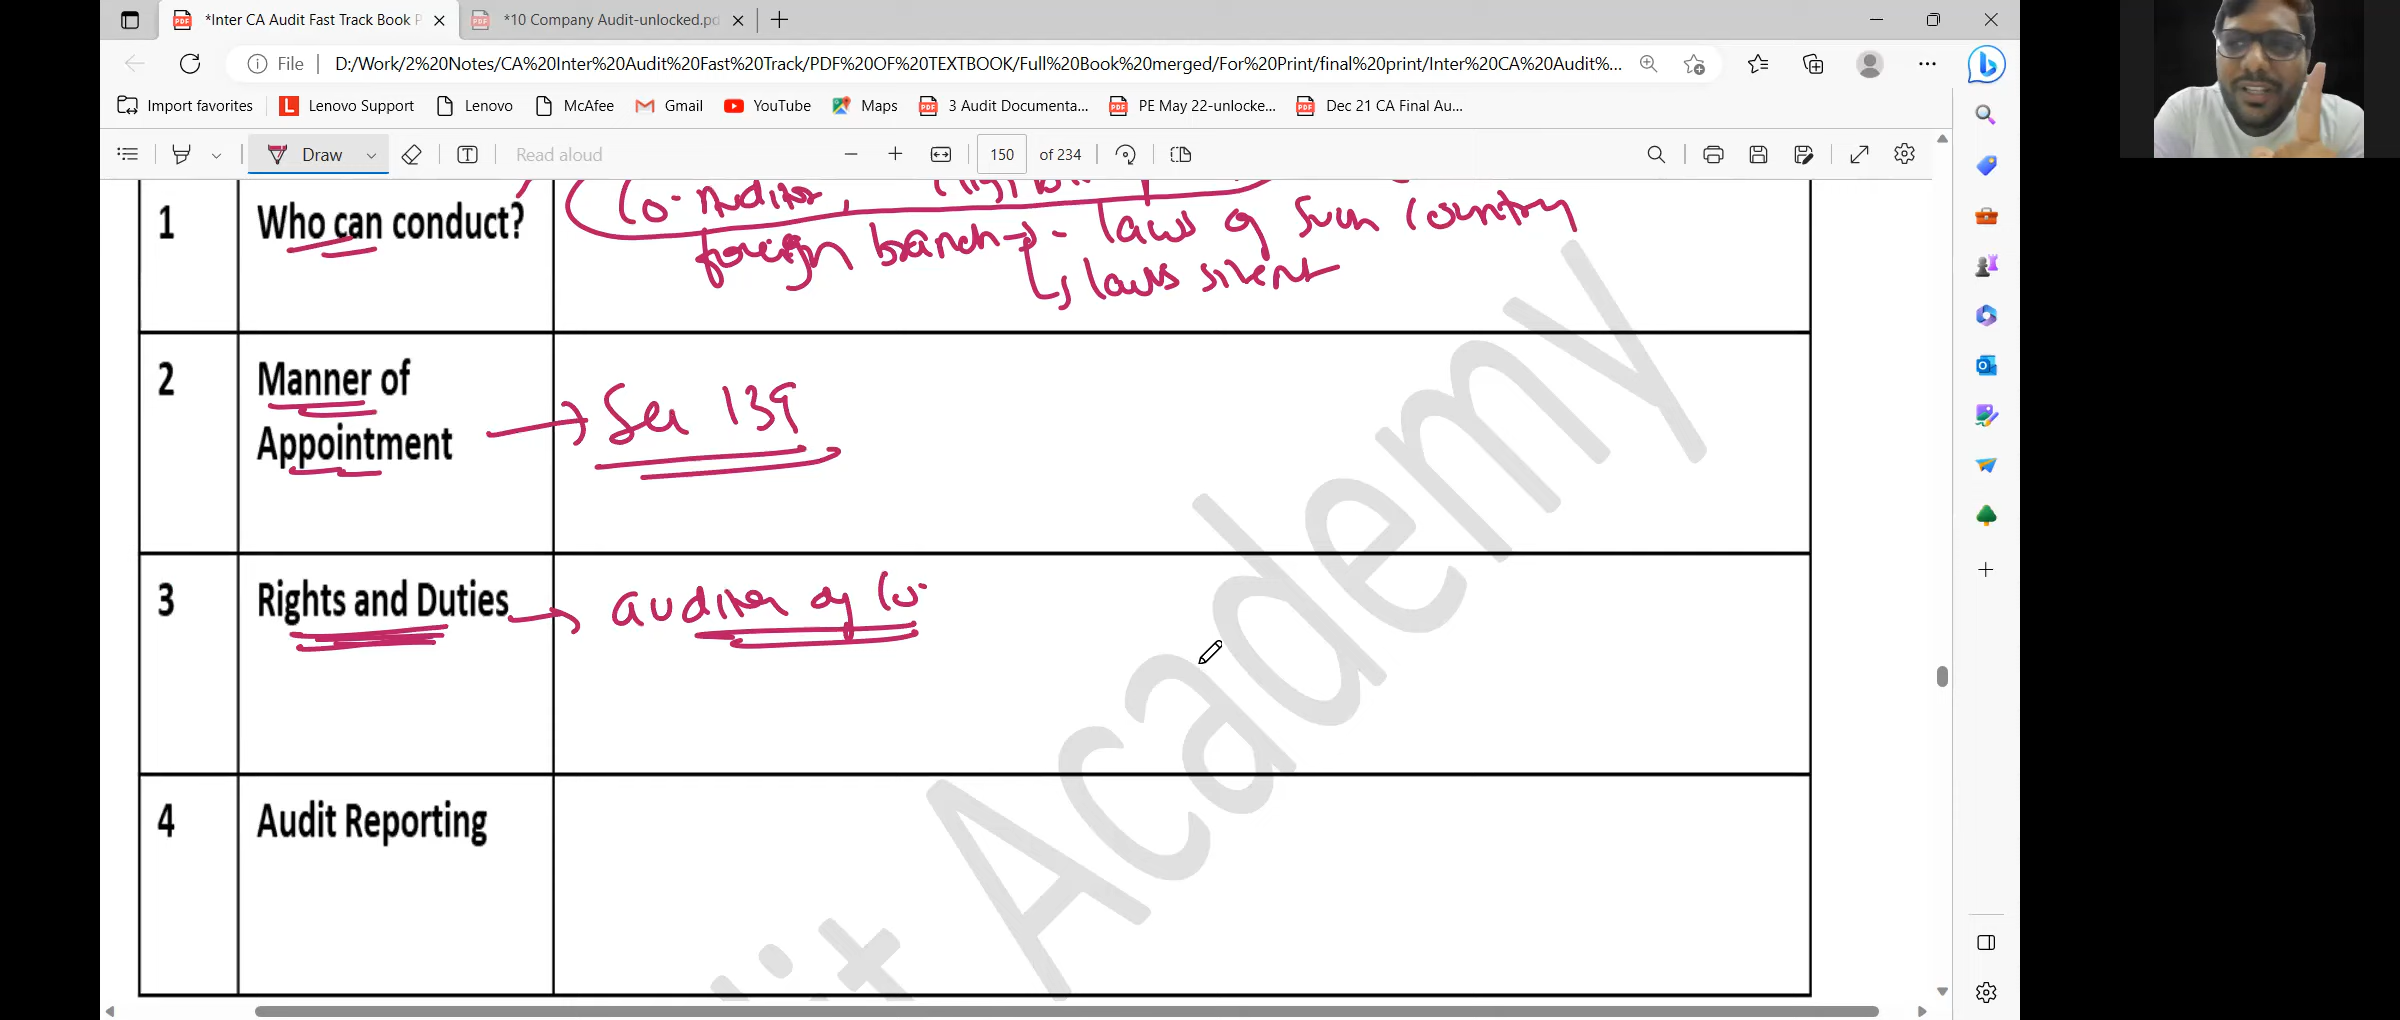 *Inter CA Audit Fast Track Book P
*10 Company Audit-unlocked.pd
File | D:/Work/2%20Notes/CA%20Inter%20Audit%20Fast%20Track/PDF%20OF%20TEXTBOOK/Full%20Book%20merged/For%20Print/final%20print/Inter%20CA%20Audit%...
Import favorites Lenovo Support Lenovo McAfee Gmail YouTube Maps 3 Audit Documenta... PE May 22-unlocke... Dec 21 CA Final Au...
Draw Read aloud 150 of 234
1 Who can conduct?
Co- Auditor,
foreign branch → - laws of such country
laws silent
2 Manner of
Appointment → Sec 139
3 Rights and Duties → auditor of Co-
4 Audit Reporting
it Academy